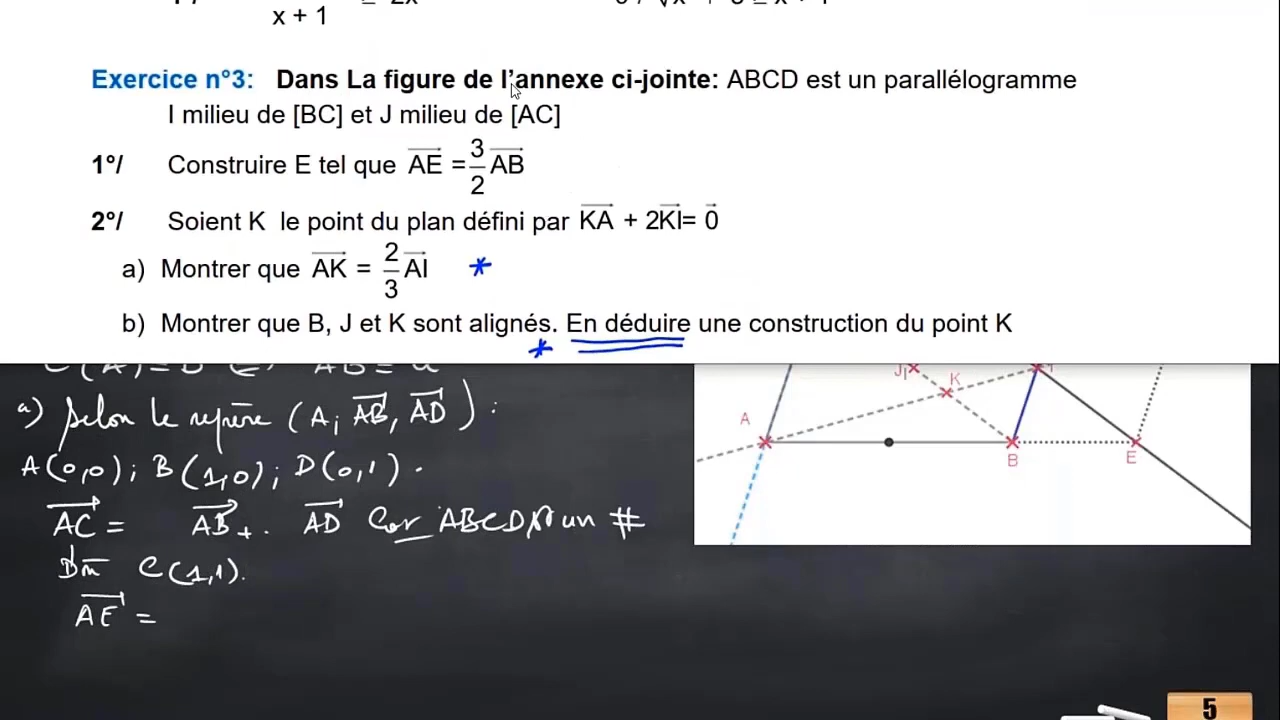 x + 1
Exercice n°3: Dans La figure de l'annexe ci-jointe: ABCD est un parallélogramme
I milieu de [BC] et J milieu de [AC]
1°/ Construire E tel que AE = 3/2 AB
2°/ Soient K le point du plan défini par KA + 2KI= 0
a) Montrer que AK = 2/3 AI *
b) Montrer que B, J et K sont alignés. En déduire une construction du point K
*
a) Selon le repère (A; AB, AD) :
A(0,0); B(1,0); D(0,1).
AC = AB + AD Car ABCD un #
C(1,1).
AE =
J
K
A
B
E
5